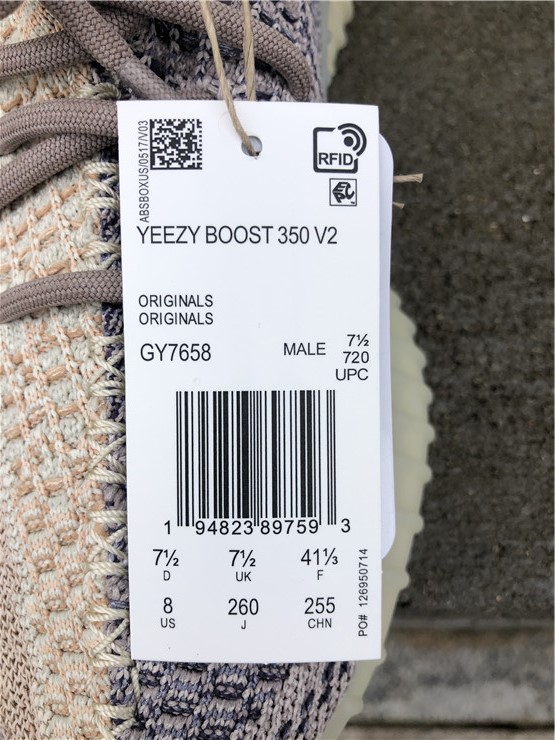 ABSBOXUS/0517/V03
RFID
EPC
YEEZY BOOST 350 V2
ORIGINALS
ORIGINALS
GY7658 MALE 7½
720
UPC
1 94823 89759 3
7½ 7½ 41⅓
D UK F
8 260 255
US J CHN
PO# 126950714